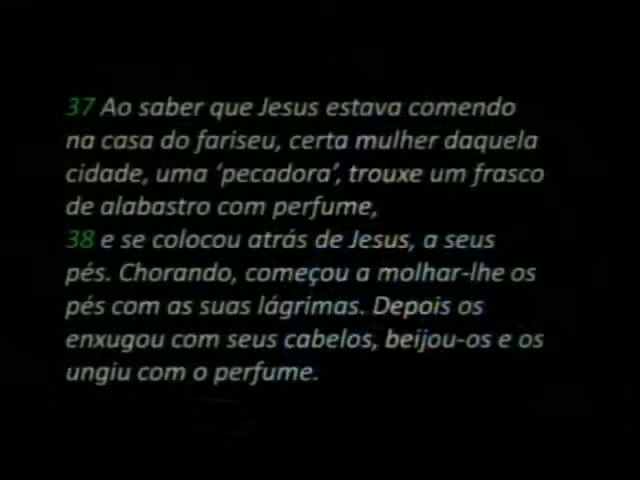 37 Ao saber que Jesus estava comendo
na casa do fariseu, certa mulher daquela
cidade, uma ‘pecadora’, trouxe um frasco
de alabastro com perfume,
38 e se colocou atrás de Jesus, a seus
pés. Chorando, começou a molhar-lhe os
pés com as suas lágrimas. Depois os
enxugou com seus cabelos, beijou-os e os
ungiu com o perfume.